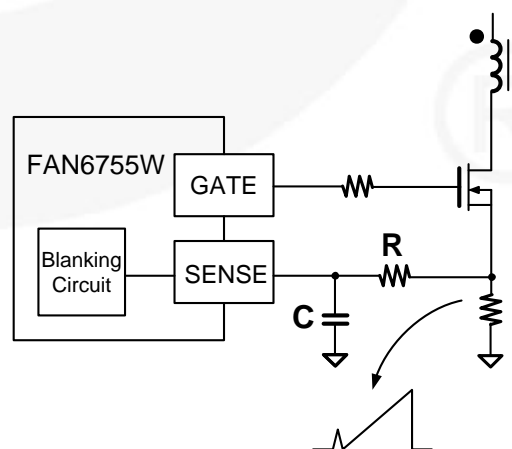 FAN6755W
GATE
Blanking
Circuit
SENSE
R
C